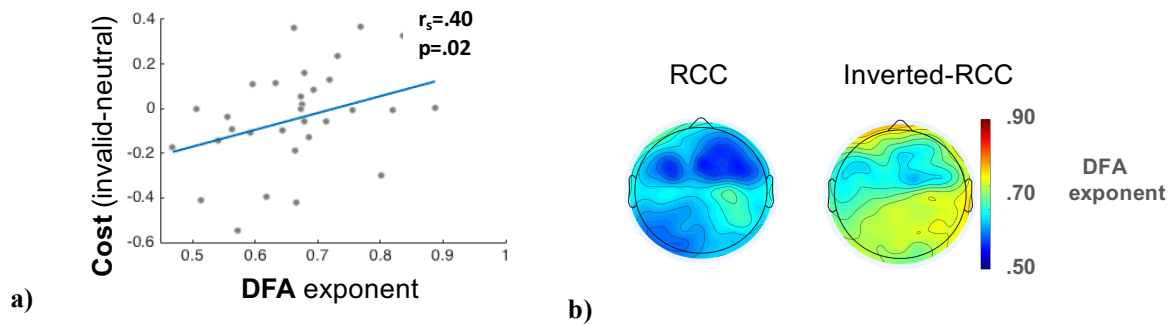 rs=.40
p=.02
Cost (invalid-neutral)
0.4
0.2
0
-0.2
-0.4
-0.6
0.5
0.6
0.7
0.8
0.9
1
DFA exponent
a)
RCC
Inverted-RCC
.90
.70
.50
DFA
exponent
b)